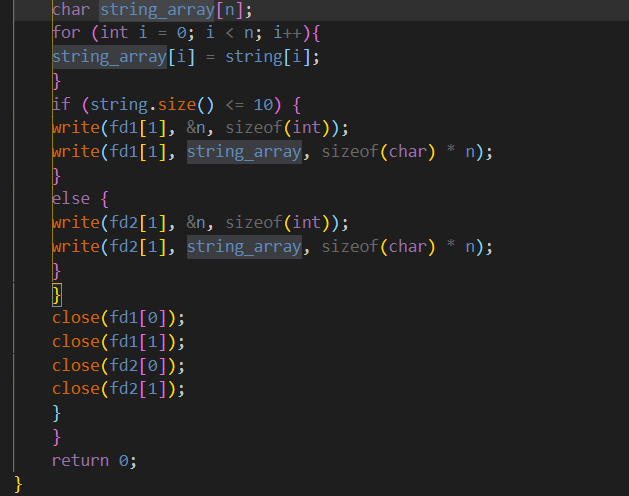 char string_array[n];
for (int i = 0; i < n; i++){
string_array[i] = string[i];
}
if (string.size() <= 10) {
write(fd1[1], &n, sizeof(int));
write(fd1[1], string_array, sizeof(char) * n);
}
else {
write(fd2[1], &n, sizeof(int));
write(fd2[1], string_array, sizeof(char) * n);
}
}
close(fd1[0]);
close(fd1[1]);
close(fd2[0]);
close(fd2[1]);
}
}
return 0;
}